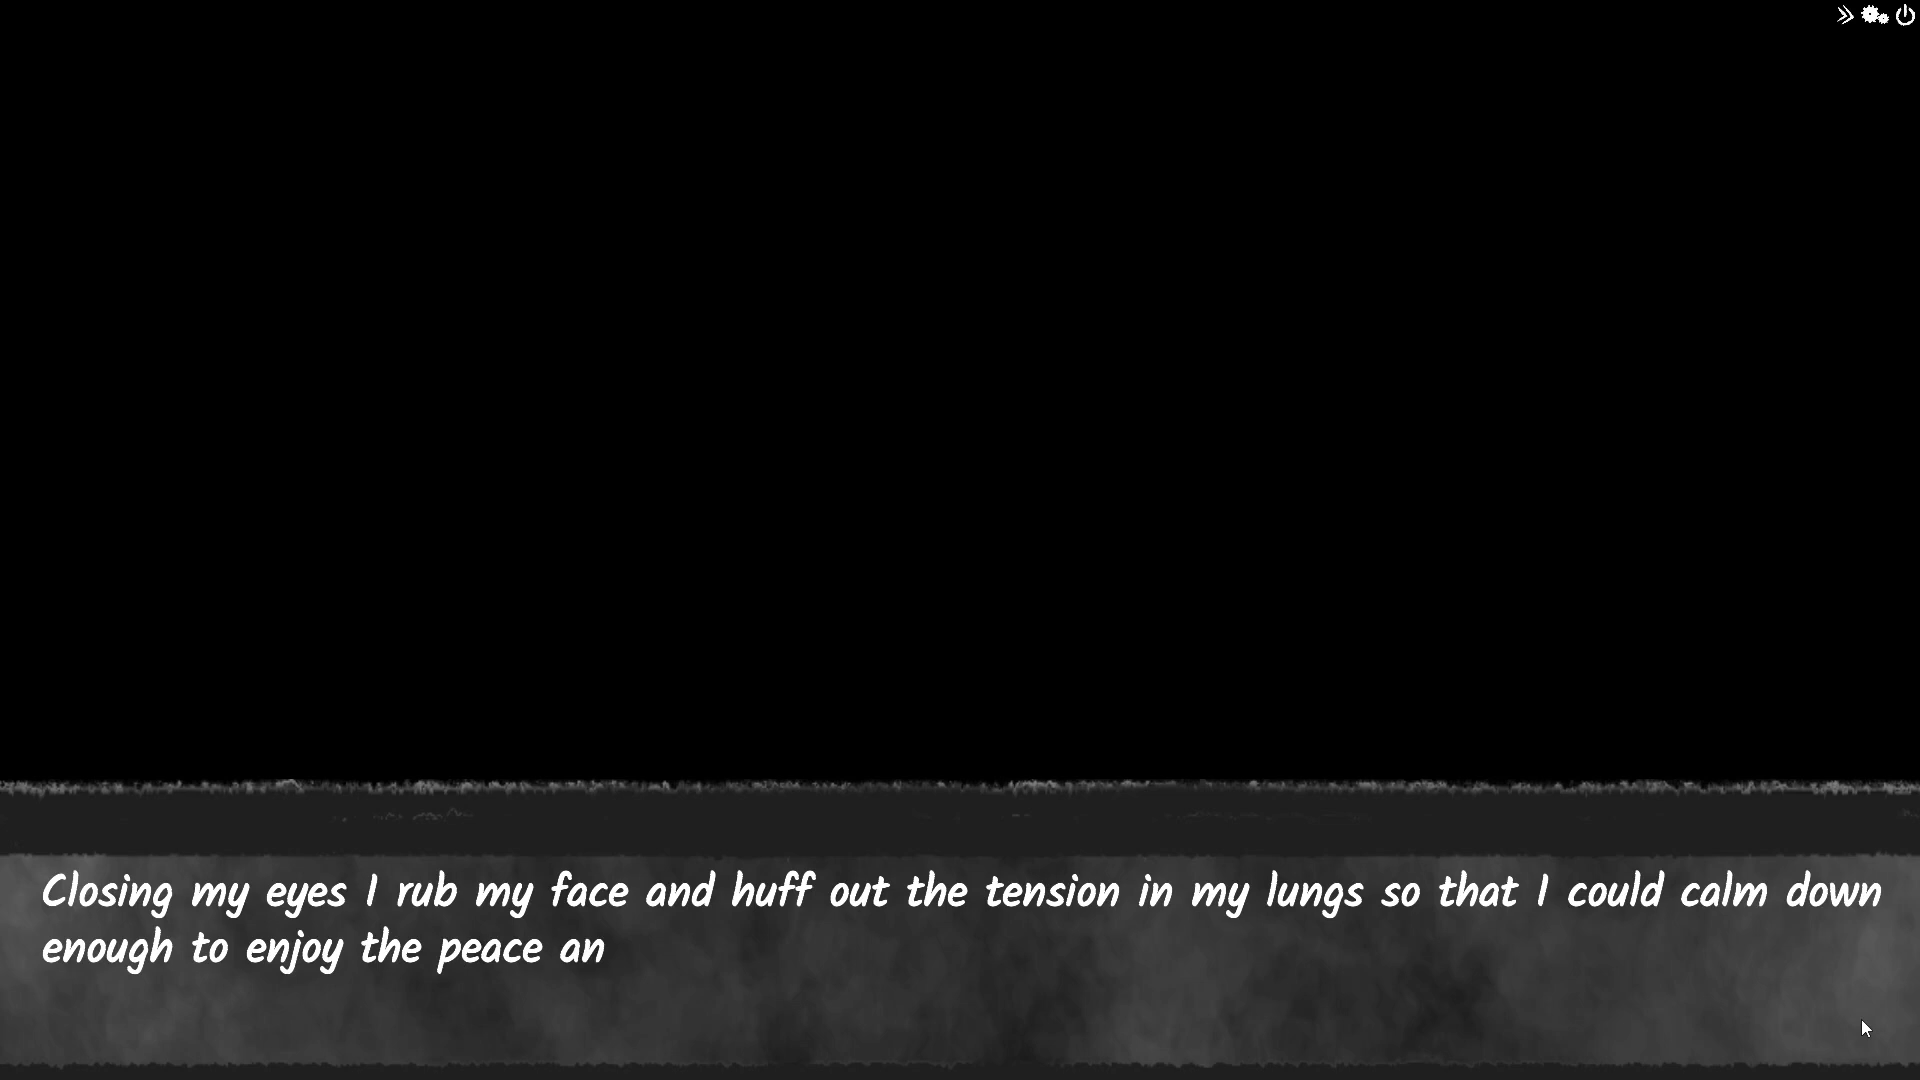 Closing my eyes I rub my face and huff out the tension in my lungs so that I could calm down
enough to enjoy the peace an